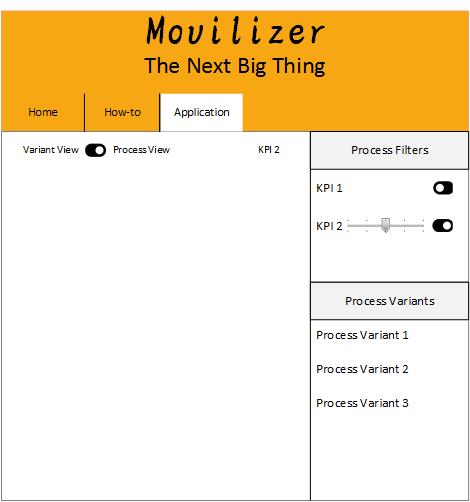 Movilizer
The Next Big Thing
Home How-to Application
Variant View Process View KPI 2
Process Filters
KPI 1
KPI 2
Process Variants
Process Variant 1
Process Variant 2
Process Variant 3